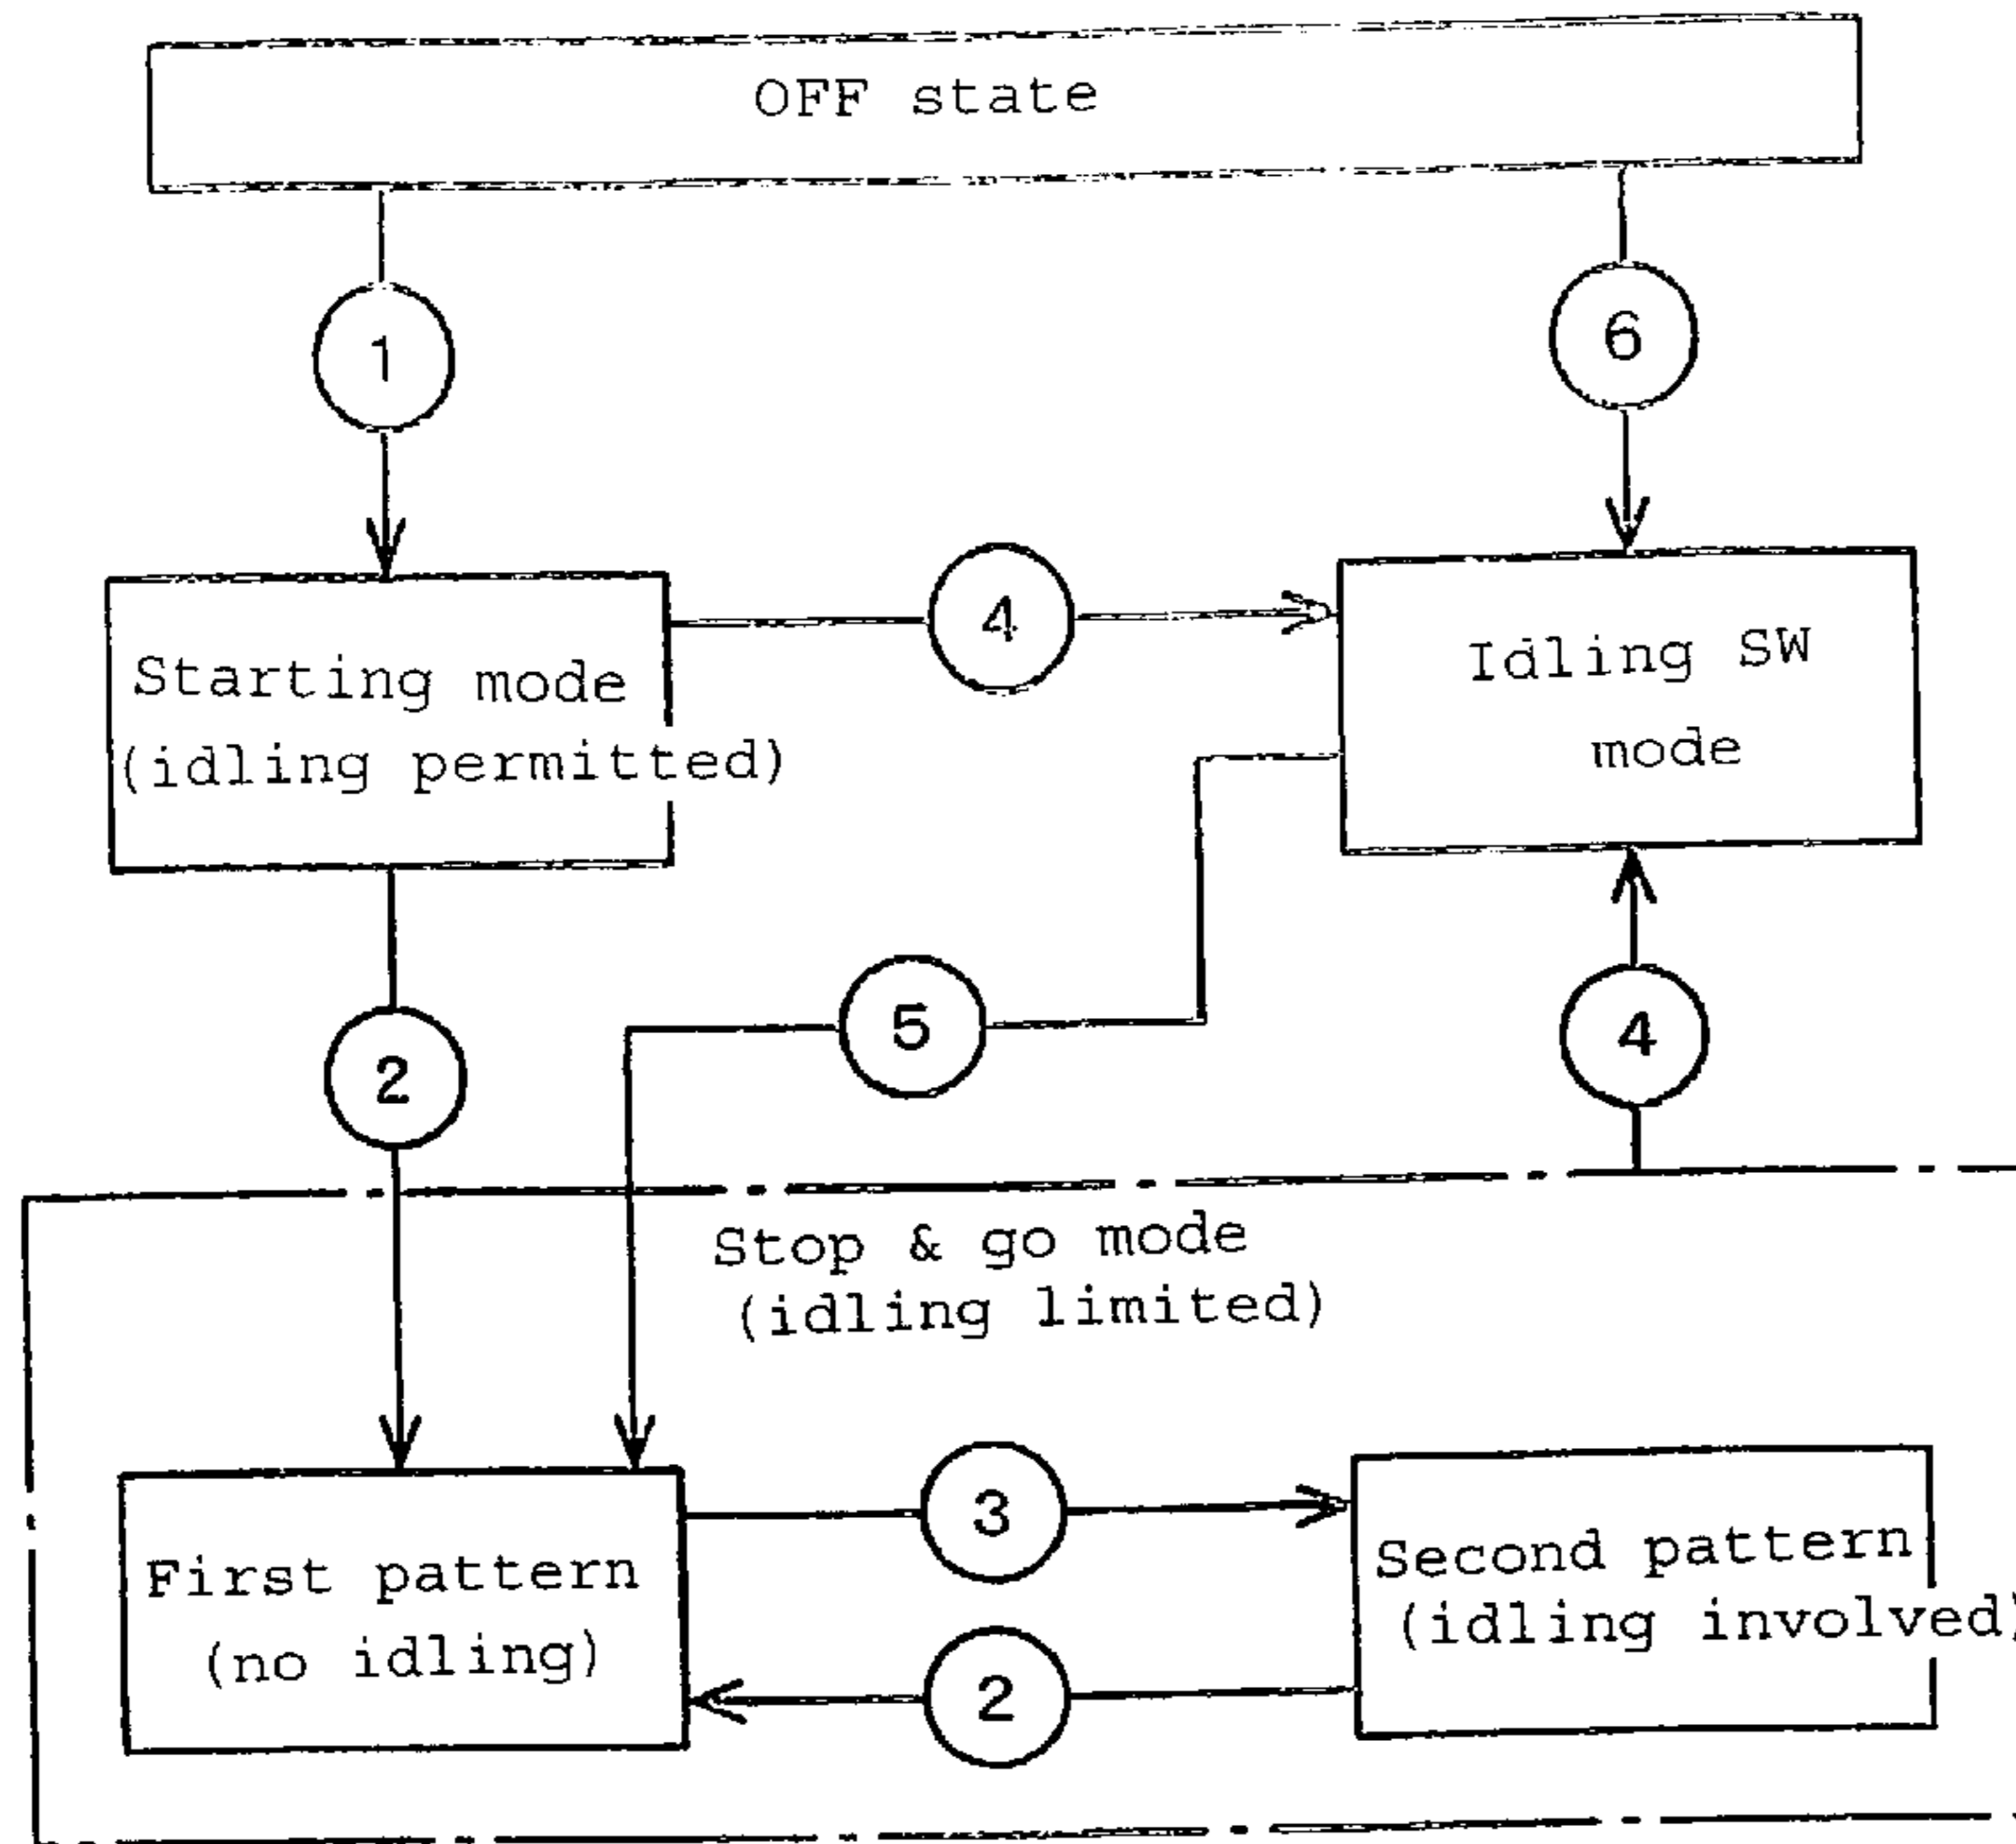 OFF state
1
6
4
Starting mode
(idling permitted)
Idling SW
mode
5
4
2
Stop & go mode
(idling limited)
3
First pattern
(no idling)
Second pattern
(idling involved)
2